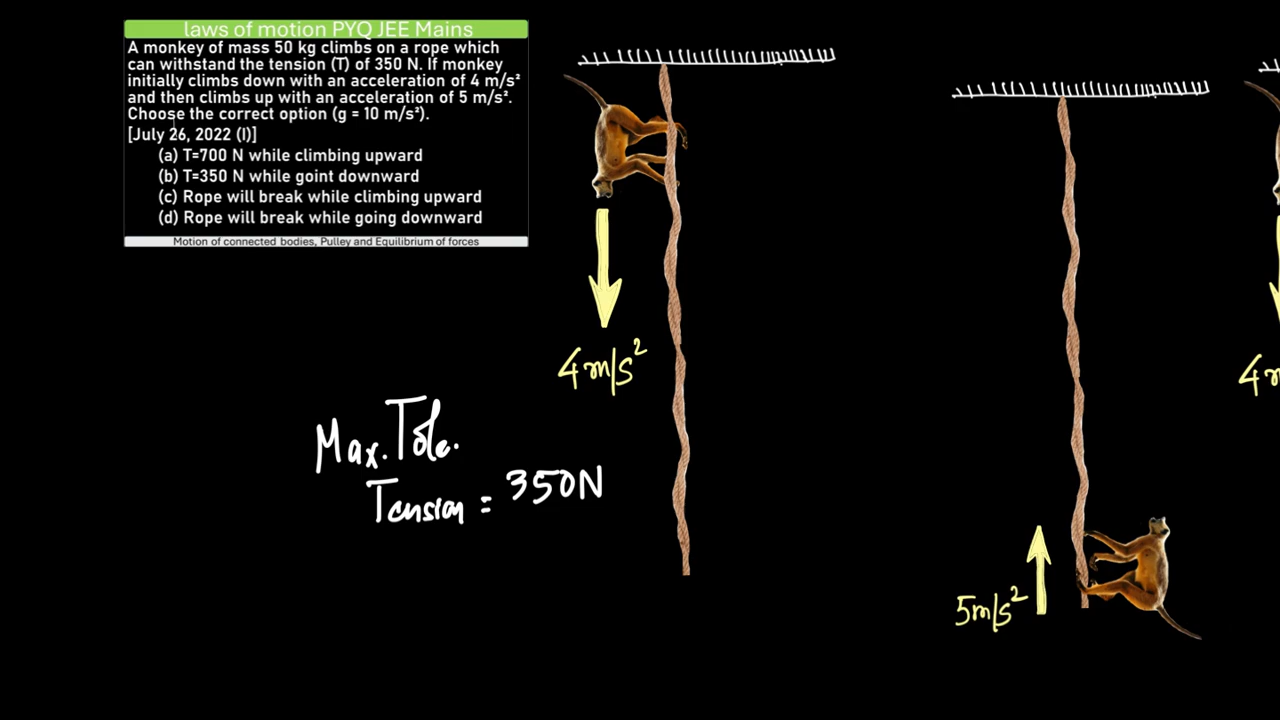 laws of motion PYQ JEE Mains
A monkey of mass 50 kg climbs on a rope which
can withstand the tension (T) of 350 N. If monkey
initially climbs down with an acceleration of 4 m/s²
and then climbs up with an acceleration of 5 m/s².
Choose the correct option (g = 10 m/s²).
[July 26, 2022 (I)]
(a) T=700 N while climbing upward
(b) T=350 N while goint downward
(c) Rope will break while climbing upward
(d) Rope will break while going downward
Motion of connected bodies, Pulley and Equilibrium of forces
4m/s²
Max. Tole.
Tension = 350N
5m/s²